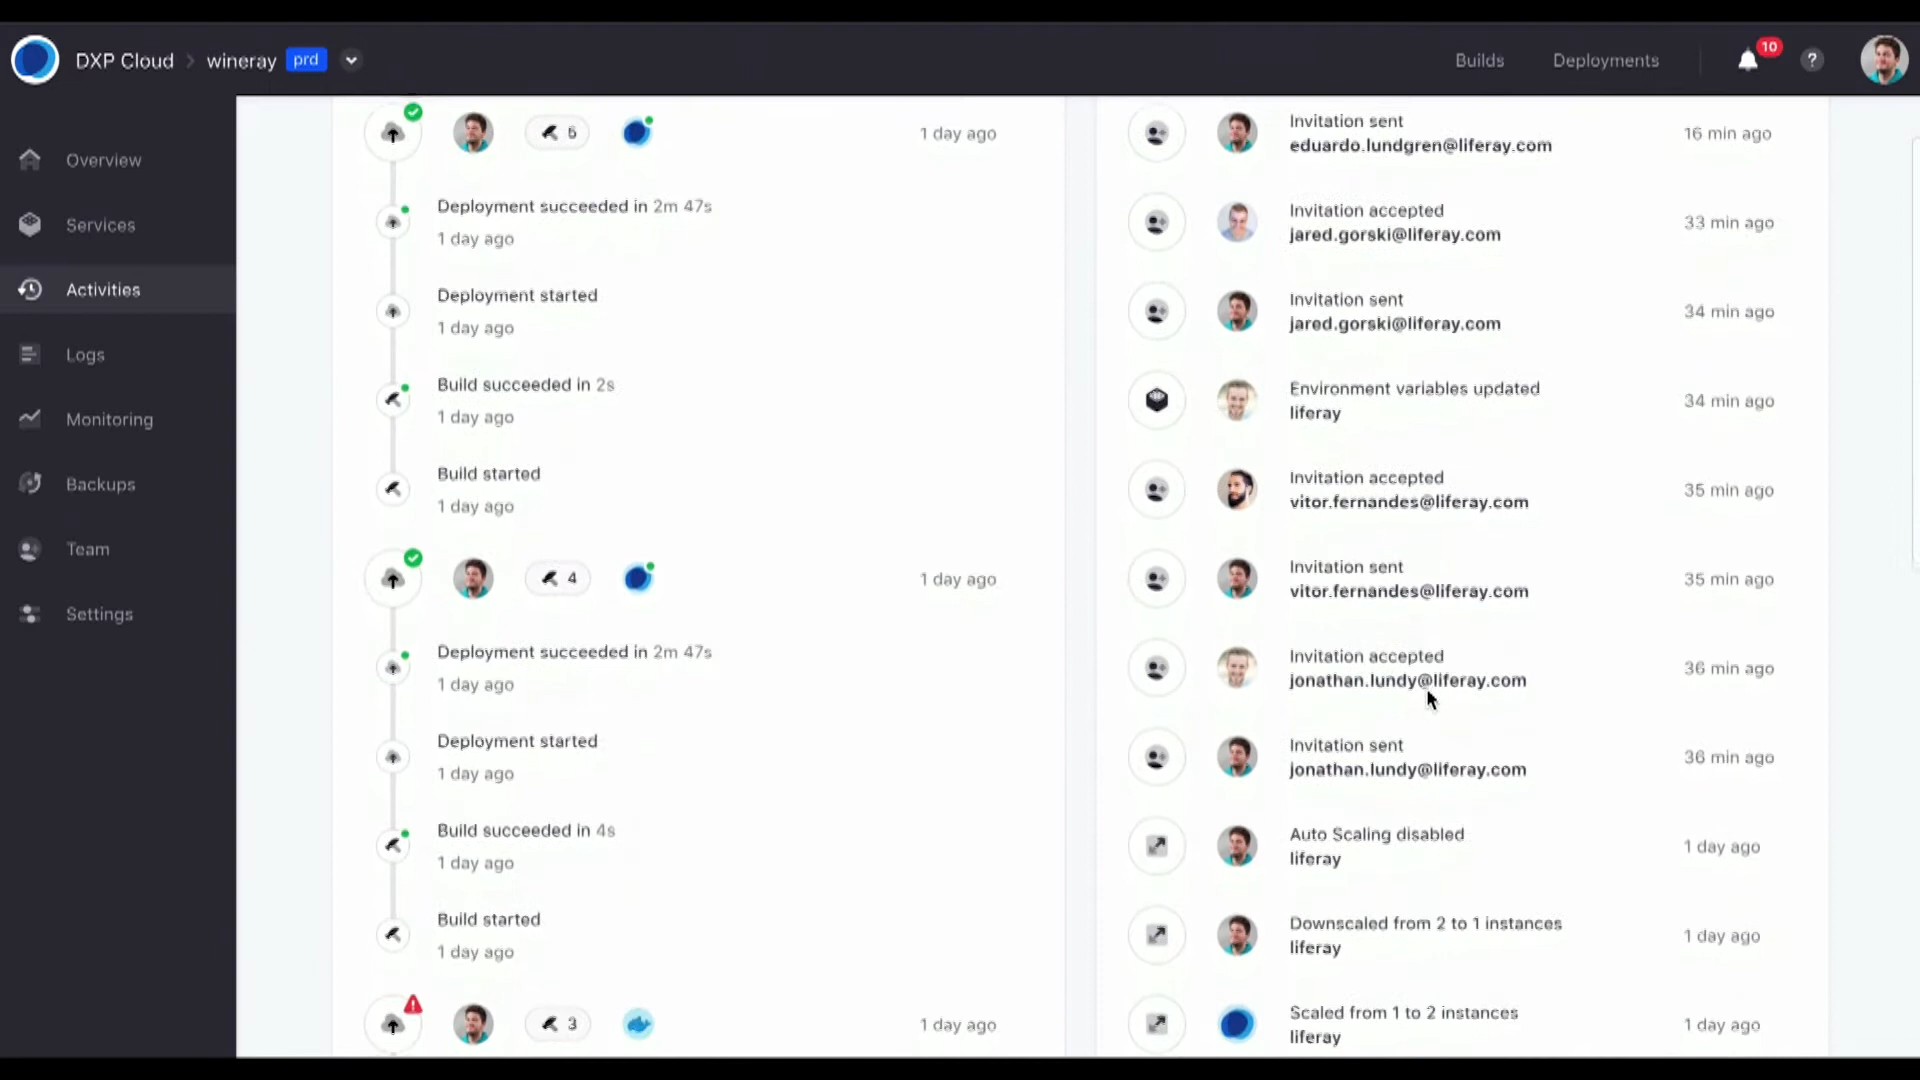 DXP Cloud
wineray
prd
Builds
Deployments
10
?
Overview
Services
Activities
Logs
Monitoring
Backups
Team
Settings
5
1 day ago
Deployment succeeded in 2m 47s
1 day ago
Deployment started
1 day ago
Build succeeded in 2s
1 day ago
Build started
1 day ago
4
1 day ago
Deployment succeeded in 2m 47s
1 day ago
Deployment started
1 day ago
Build succeeded in 4s
1 day ago
Build started
1 day ago
3
1 day ago
Invitation sent
eduardo.lundgren@liferay.com
16 min ago
Invitation accepted
jared.gorski@liferay.com
33 min ago
Invitation sent
jared.gorski@liferay.com
34 min ago
Environment variables updated
liferay
34 min ago
Invitation accepted
vitor.fernandes@liferay.com
35 min ago
Invitation sent
vitor.fernandes@liferay.com
35 min ago
Invitation accepted
jonathan.lundy@liferay.com
36 min ago
Invitation sent
jonathan.lundy@liferay.com
36 min ago
Auto Scaling disabled
liferay
1 day ago
Downscaled from 2 to 1 instances
liferay
1 day ago
Scaled from 1 to 2 instances
liferay
1 day ago